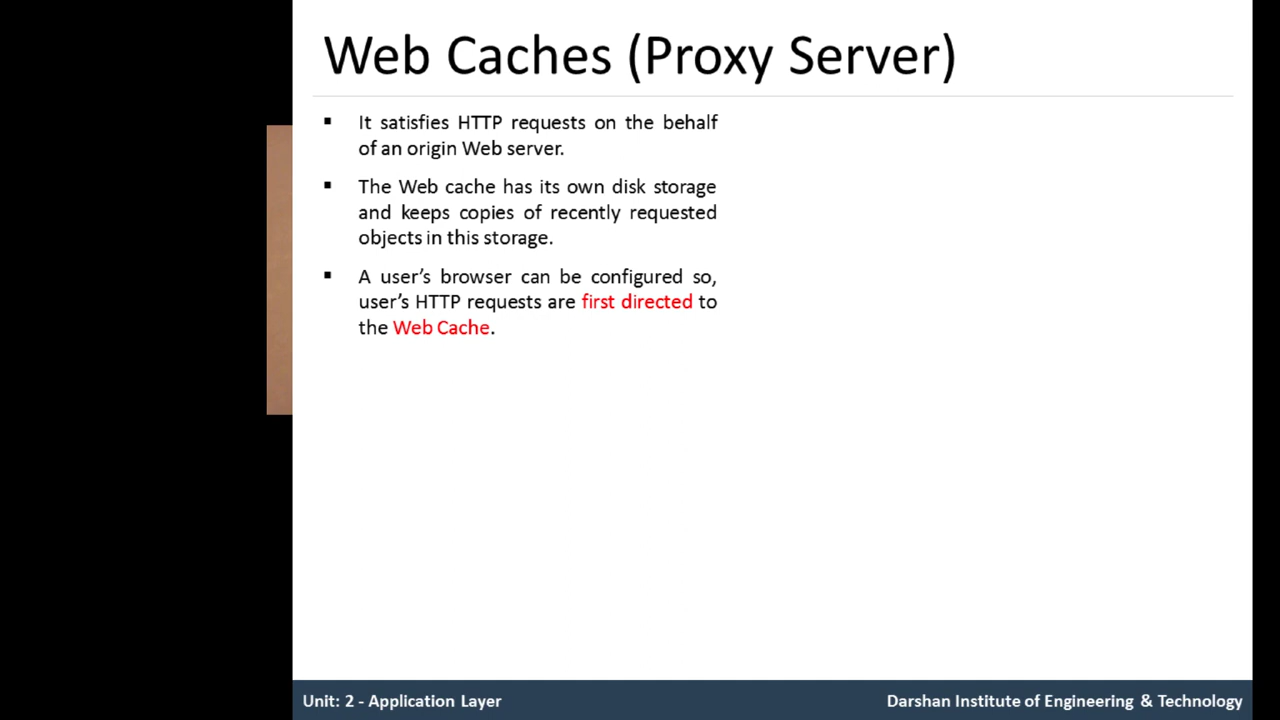 Web Caches (Proxy Server)
▪ It satisfies HTTP requests on the behalf
of an origin Web server.
▪ The Web cache has its own disk storage
and keeps copies of recently requested
objects in this storage.
▪ A user’s browser can be configured so,
user’s HTTP requests are first directed to
the Web Cache.
Unit: 2 - Application Layer
Darshan Institute of Engineering & Technology